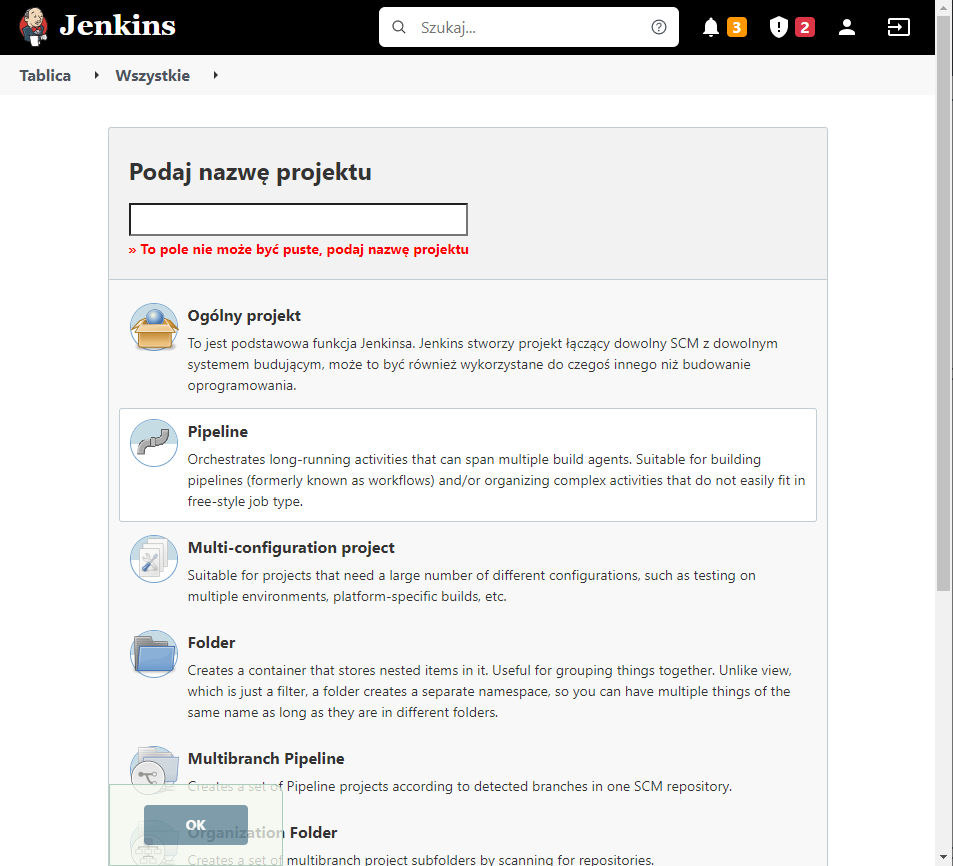 Jenkins
Szukaj...
3
2
Tablica
Wszystkie
Podaj nazwę projektu
» To pole nie może być puste, podaj nazwę projektu
Ogólny projekt
To jest podstawowa funkcja Jenkinsa. Jenkins stworzy projekt łączący dowolny SCM z dowolnym
systemem budującym, może to być również wykorzystane do czegoś innego niż budowanie
oprogramowania.
Pipeline
Orchestrates long-running activities that can span multiple build agents. Suitable for building
pipelines (formerly known as workflows) and/or organizing complex activities that do not easily fit in
free-style job type.
Multi-configuration project
Suitable for projects that need a large number of different configurations, such as testing on
multiple environments, platform-specific builds, etc.
Folder
Creates a container that stores nested items in it. Useful for grouping things together. Unlike view,
which is just a filter, a folder creates a separate namespace, so you can have multiple things of the
same name as long as they are in different folders.
Multibranch Pipeline
Creates a set of Pipeline projects according to detected branches in one SCM repository.
OK
Organization Folder
Creates a set of multibranch project subfolders by scanning for repositories.